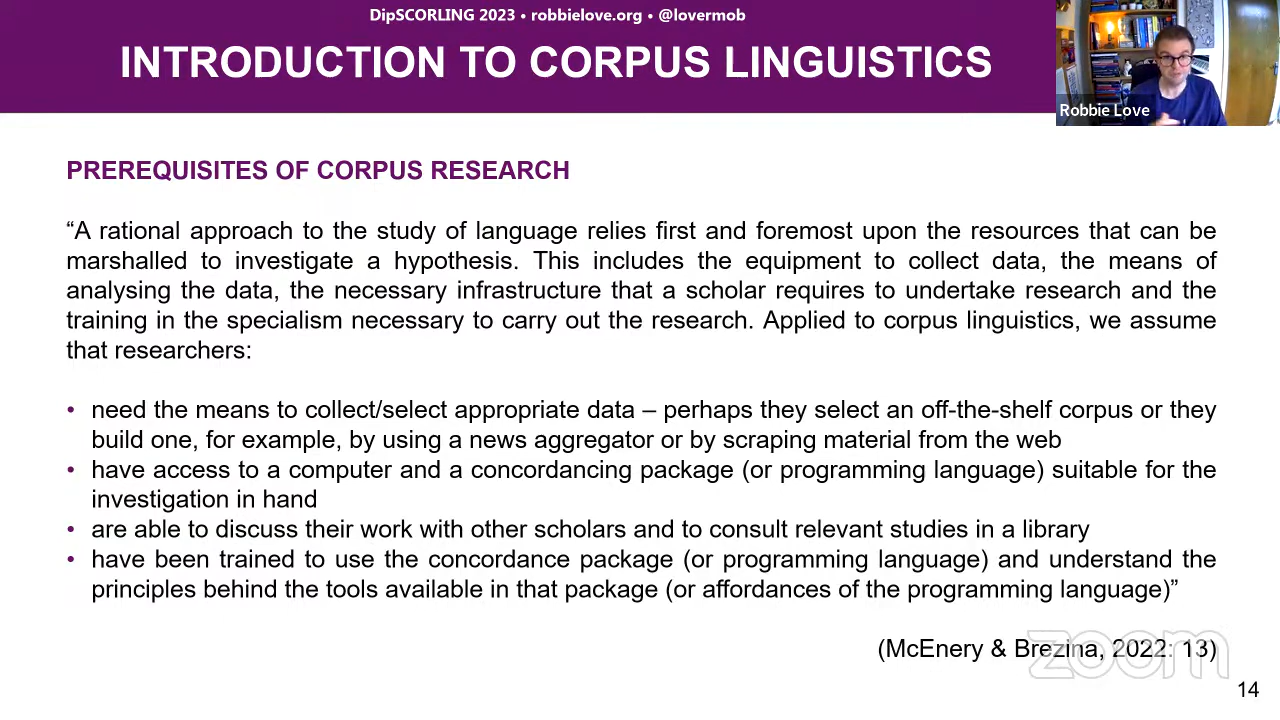 DipSCORLING 2023 • robbielove.org • @lovermob
INTRODUCTION TO CORPUS LINGUISTICS
Robbie Love
PREREQUISITES OF CORPUS RESEARCH
“A rational approach to the study of language relies first and foremost upon the resources that can be
marshalled to investigate a hypothesis. This includes the equipment to collect data, the means of
analysing the data, the necessary infrastructure that a scholar requires to undertake research and the
training in the specialism necessary to carry out the research. Applied to corpus linguistics, we assume
that researchers:
• need the means to collect/select appropriate data – perhaps they select an off-the-shelf corpus or they
build one, for example, by using a news aggregator or by scraping material from the web
• have access to a computer and a concordancing package (or programming language) suitable for the
investigation in hand
• are able to discuss their work with other scholars and to consult relevant studies in a library
• have been trained to use the concordance package (or programming language) and understand the
principles behind the tools available in that package (or affordances of the programming language)”
(McEnery & Brezina, 2022: 13)
zoom
14